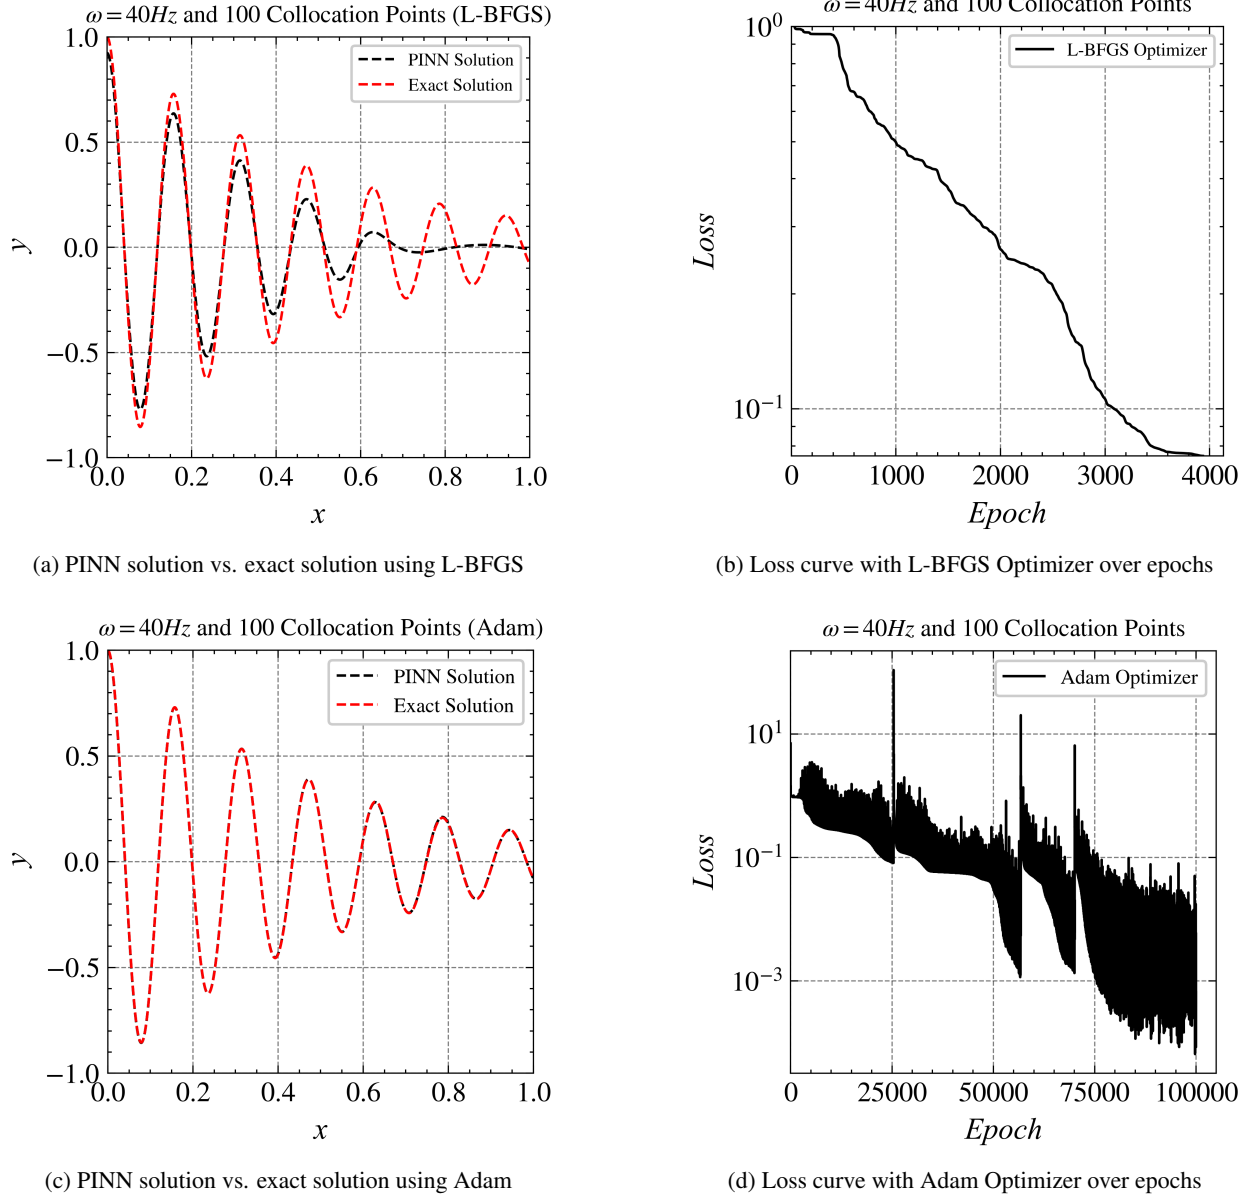 ω = 40Hz and 100 Collocation Points (L-BFGS)
1.0
0.5
0.0
−0.5
−1.0
y
PINN Solution
Exact Solution
0.0 0.2 0.4 0.6 0.8 1.0
x
(a) PINN solution vs. exact solution using L-BFGS
ω = 40Hz and 100 Collocation Points
10^0
10^−1
Loss
L-BFGS Optimizer
0 1000 2000 3000 4000
Epoch
(b) Loss curve with L-BFGS Optimizer over epochs
ω = 40Hz and 100 Collocation Points (Adam)
1.0
0.5
0.0
−0.5
−1.0
y
PINN Solution
Exact Solution
0.0 0.2 0.4 0.6 0.8 1.0
x
(c) PINN solution vs. exact solution using Adam
ω = 40Hz and 100 Collocation Points
10^1
10^−1
10^−3
Loss
Adam Optimizer
0 25000 50000 75000 100000
Epoch
(d) Loss curve with Adam Optimizer over epochs